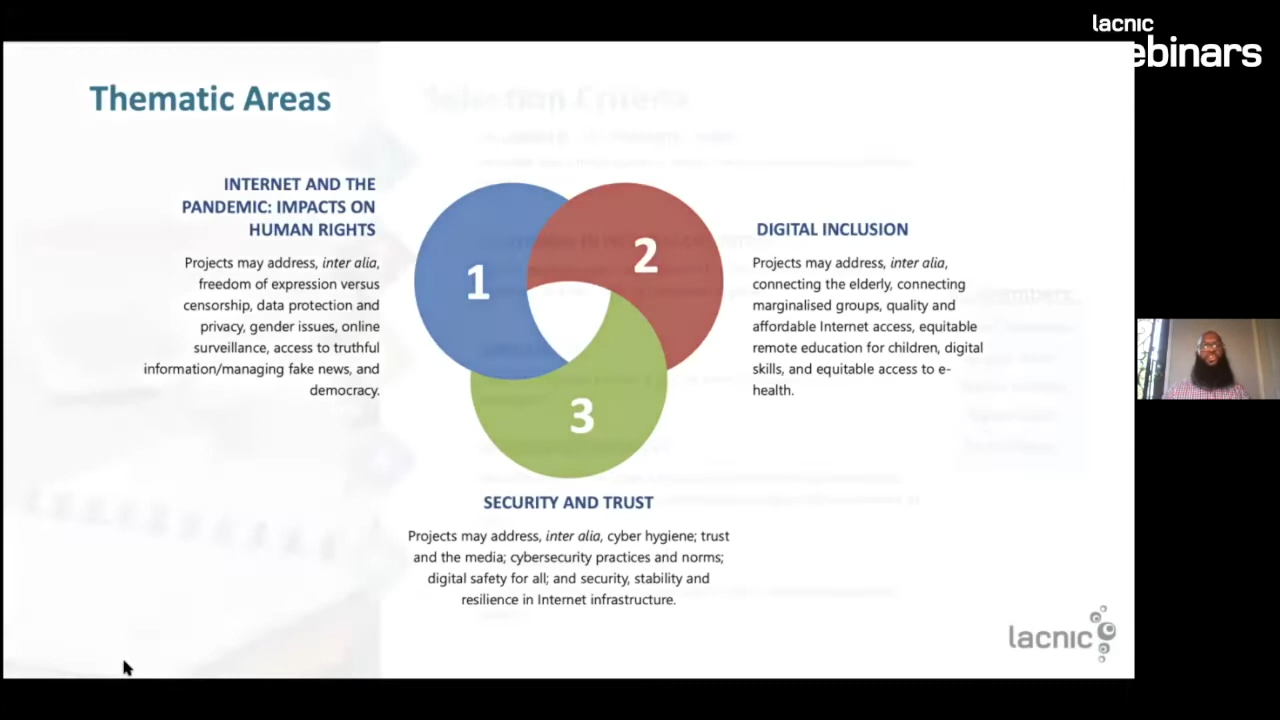 lacnic
ebinars
Thematic Areas
Selection Criteria
INTERNET AND THE
PANDEMIC: IMPACTS ON
HUMAN RIGHTS
Projects may address, inter alia,
freedom of expression versus
censorship, data protection and
privacy, gender issues, online
surveillance, access to truthful
information/managing fake news, and
democracy.
1
2
3
DIGITAL INCLUSION
Projects may address, inter alia,
connecting the elderly, connecting
marginalised groups, quality and
affordable Internet access, equitable
remote education for children, digital
skills, and equitable access to e-
health.
SECURITY AND TRUST
Projects may address, inter alia, cyber hygiene; trust
and the media; cybersecurity practices and norms;
digital safety for all; and security, stability and
resilience in Internet infrastructure.
lacnic